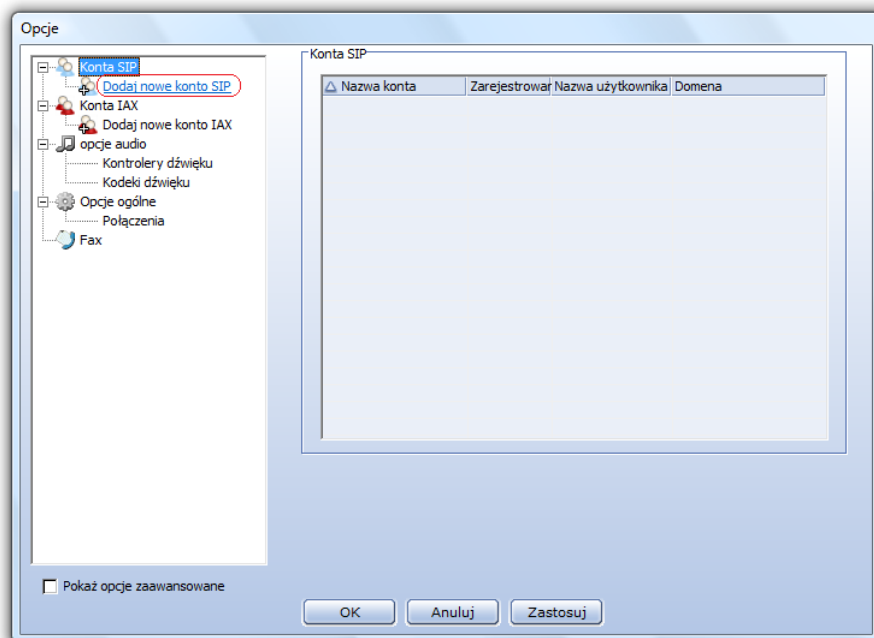 Opcje
Konta SIP
Dodaj nowe konto SIP
Konta IAX
Dodaj nowe konto IAX
opcje audio
Kontrolery dźwięku
Kodeki dźwięku
Opcje ogólne
Połączenia
Fax
Konta SIP
Nazwa konta Zarejestrowar Nazwa użytkownika Domena
Pokaż opcje zaawansowane
OK Anuluj Zastosuj